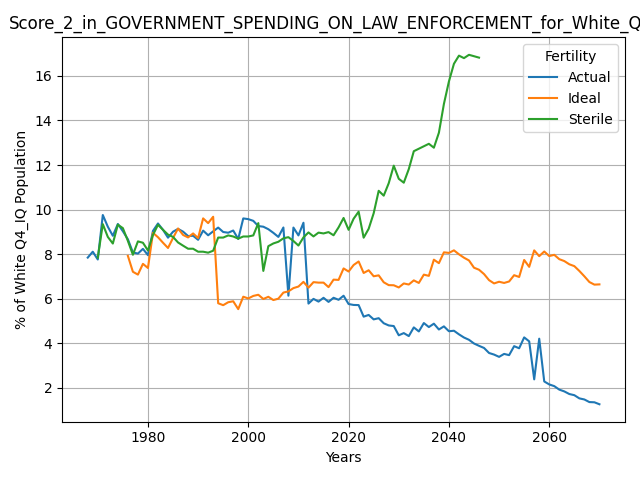 Score_2_in_GOVERNMENT_SPENDING_ON_LAW_ENFORCEMENT_for_White_Q
% of White Q4_IQ Population
16
14
12
10
8
6
4
2
Fertility
Actual
Ideal
Sterile
1980 2000 2020 2040 2060
Years